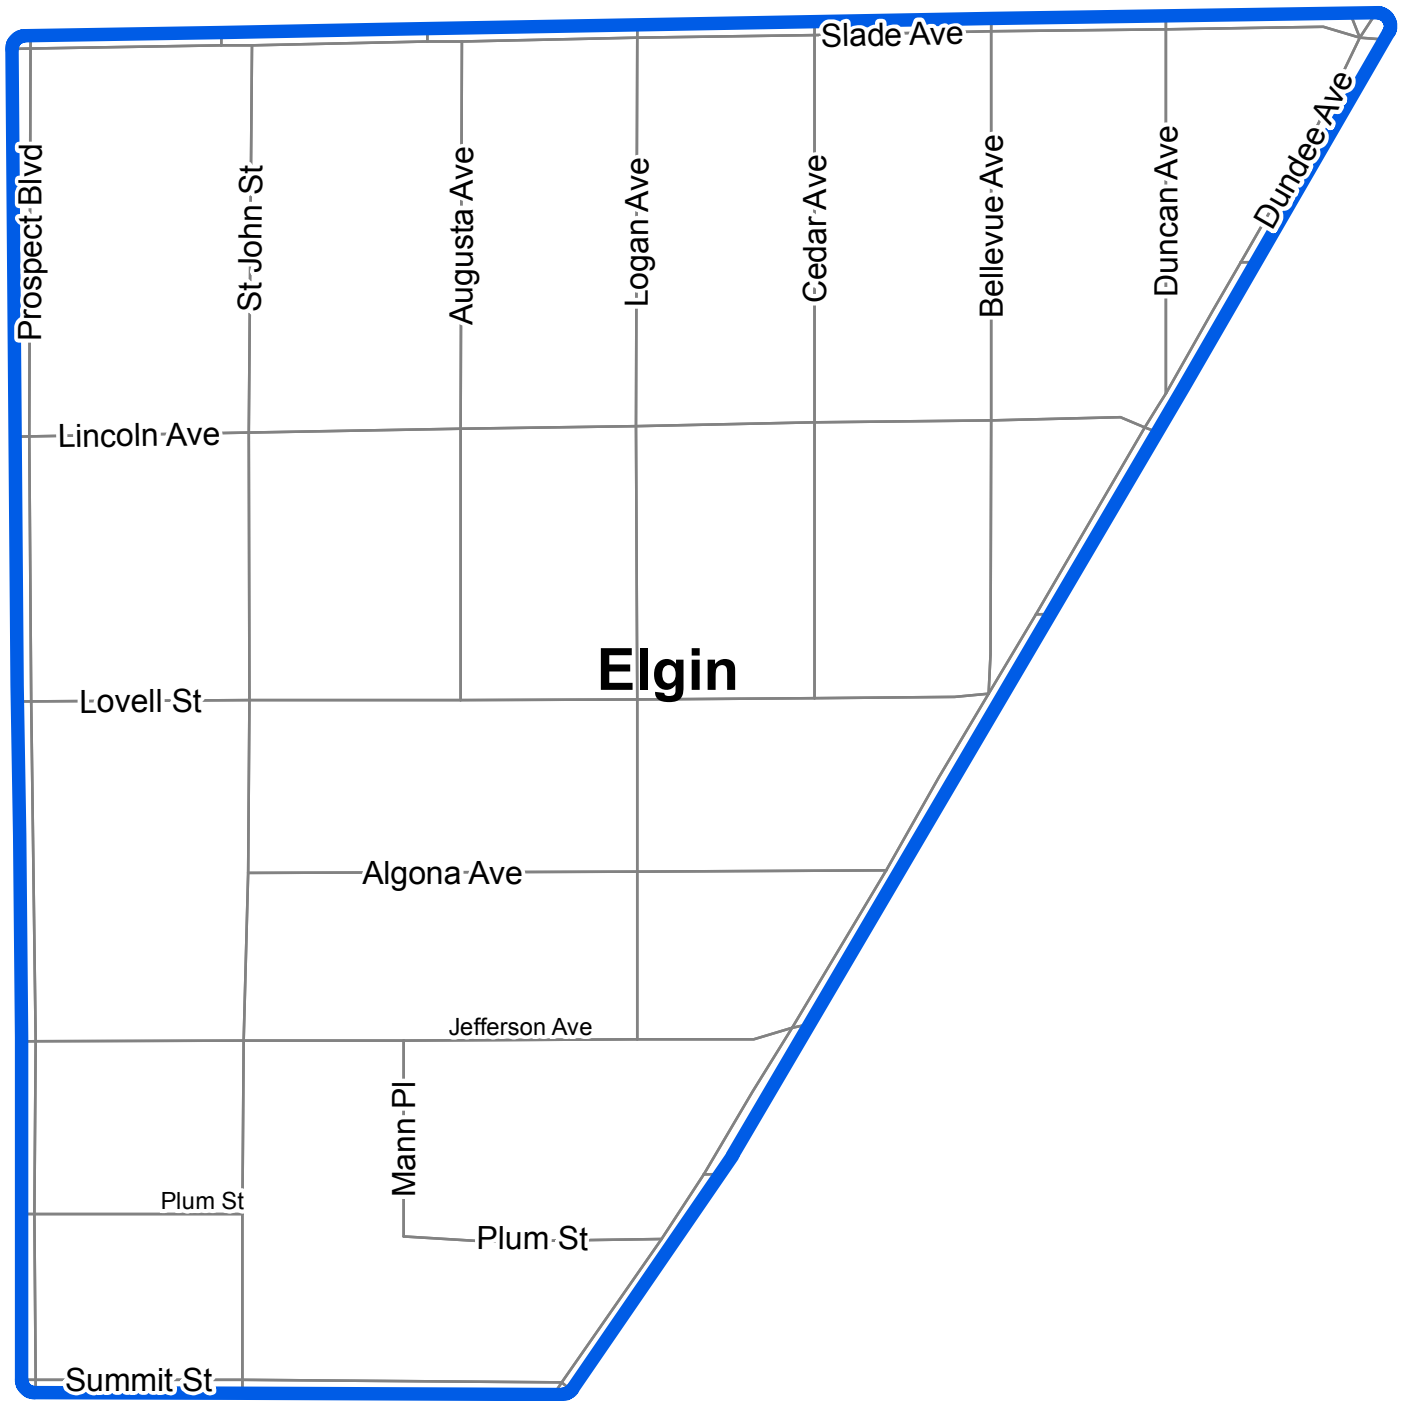 Slade Ave
Dundee Ave
Prospect Blvd
St John St
Augusta Ave
Logan Ave
Cedar Ave
Bellevue Ave
Duncan Ave
Lincoln Ave
Elgin
Lovell St
Algona Ave
Jefferson Ave
Mann Pl
Plum St
Plum St
Summit St